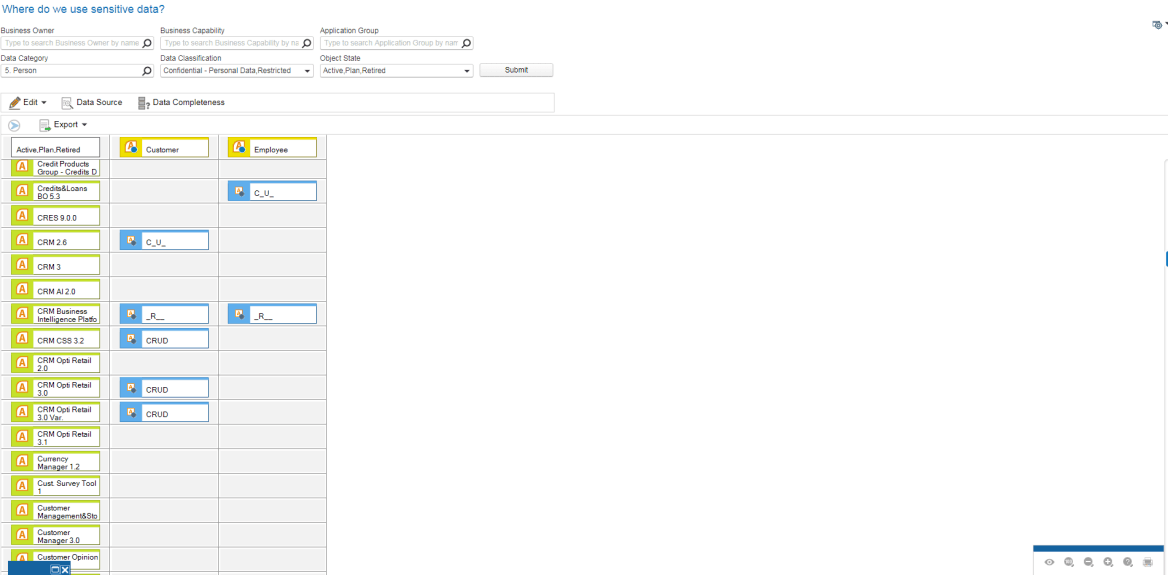 Where do we use sensitive data?
Business Owner Business Capability Application Group
Type to search Business Owner by name. Type to search Business Capability by na Type to search Application Group by nam
Data Category Data Classification Object State
5. Person Confidential - Personal Data,Restricted Active,Plan,Retired Submit
Edit Data Source Data Completeness
Export
Active,Plan,Retired Customer Employee
Credit Products
Group - Credits D
Credits&Loans
BO 5.3 C_U_
CRES 9.0.0
CRM 2.6 C_U_
CRM 3
CRM AI 2.0
CRM Business
Intelligence Platfo _R__ _R__
CRM CSS 3.2 CRUD
CRM Opti Retail
2.0
CRM Opti Retail
3.0 CRUD
CRM Opti Retail
3.0 Var. CRUD
CRM Opti Retail
3.1
Currency
Manager 1.2
Cust. Survey Tool
1
Customer
Management&Sto
Customer
Manager 3.0
Customer Opinion